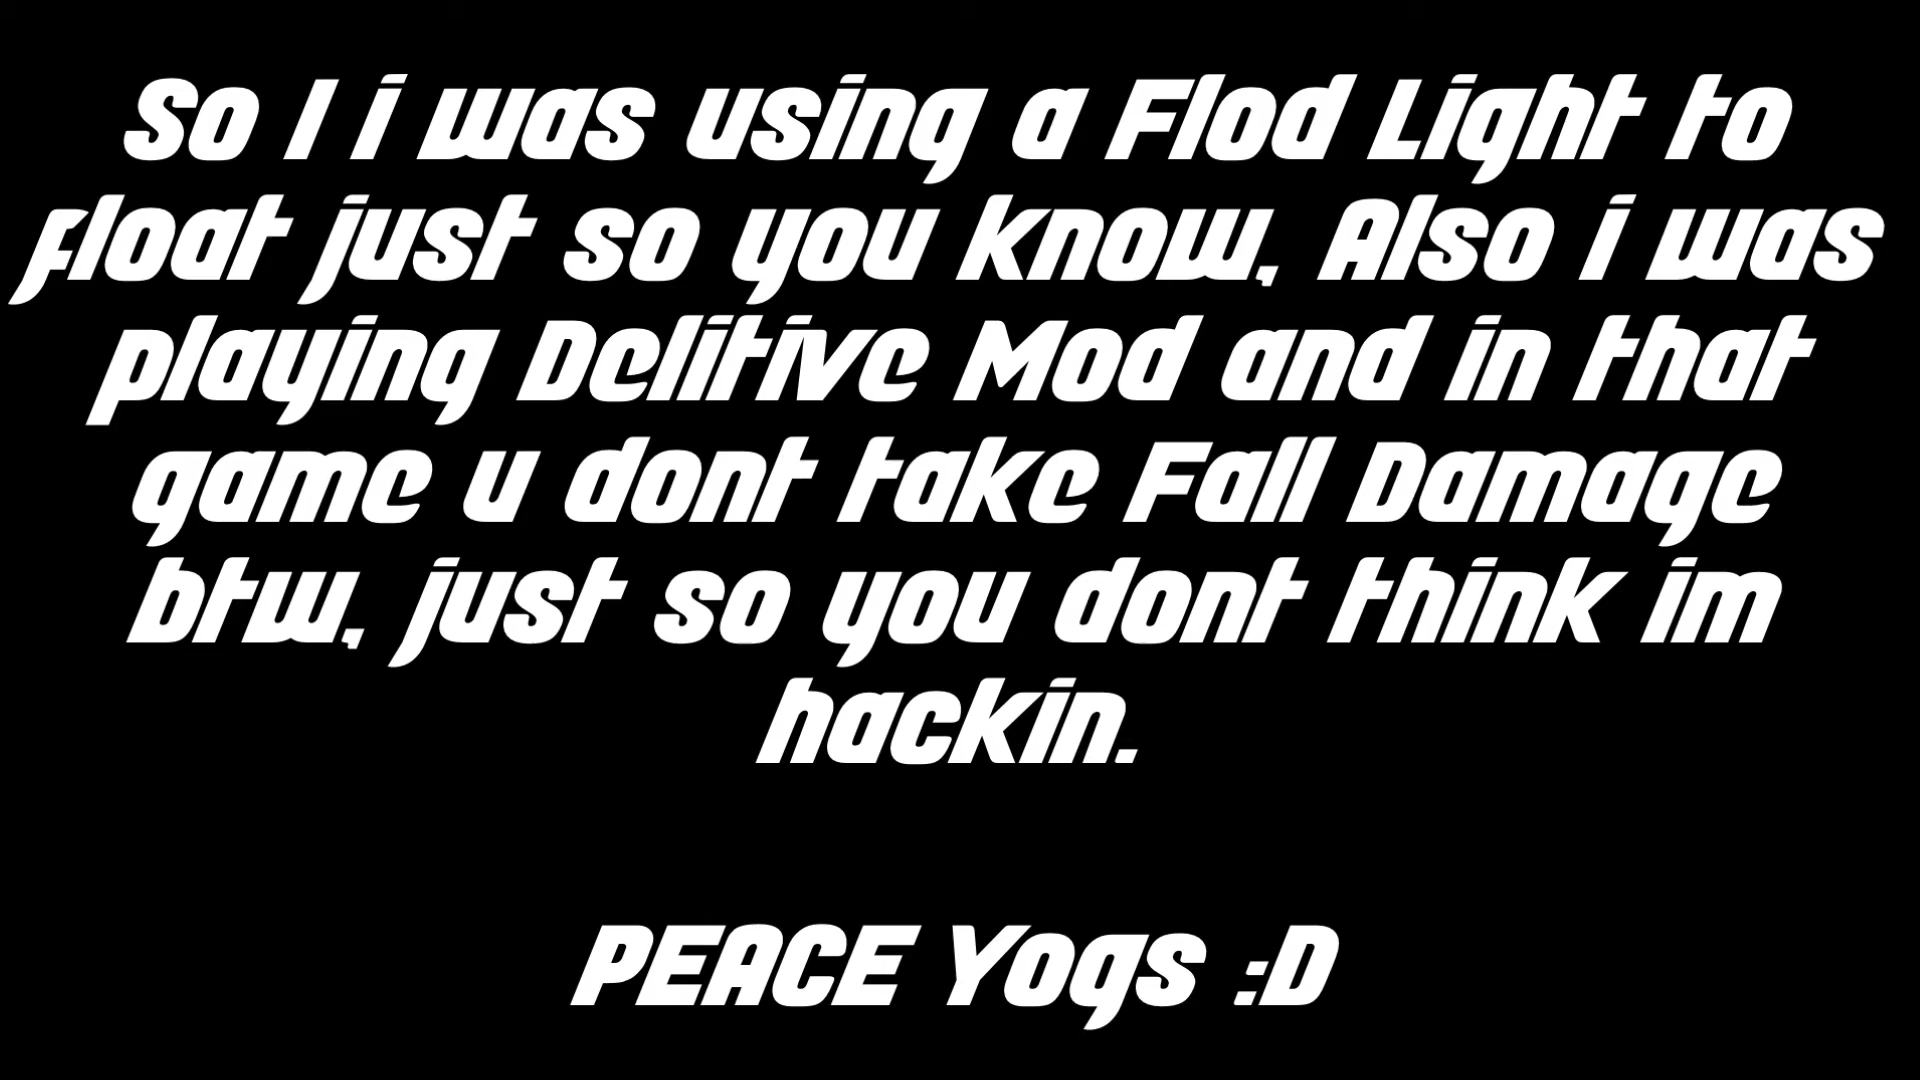 So I i was using a Flod Light to
float just so you know, Also i was
playing Delitive Mod and in that
game u dont take Fall Damage
btw, just so you dont think im
hackin.
PEACE Yogs :D